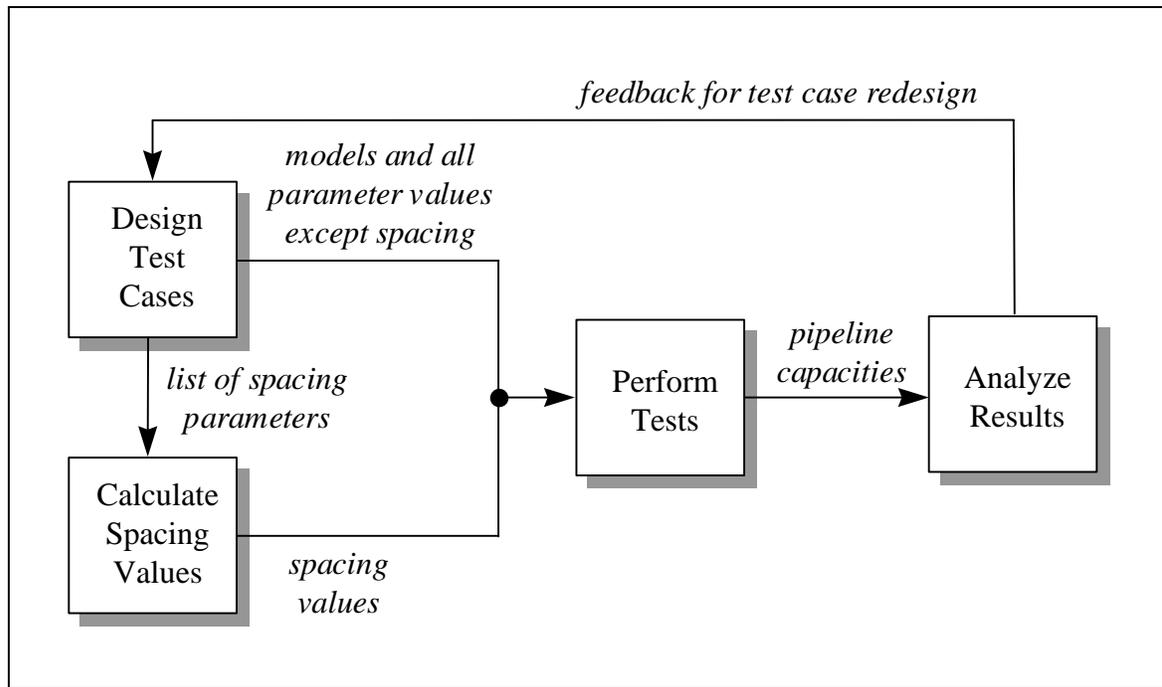 feedback for test case redesign
models and all
parameter values
except spacing
Design
Test
Cases
list of spacing
parameters
Calculate
Spacing
Values
spacing
values
Perform
Tests
pipeline
capacities
Analyze
Results